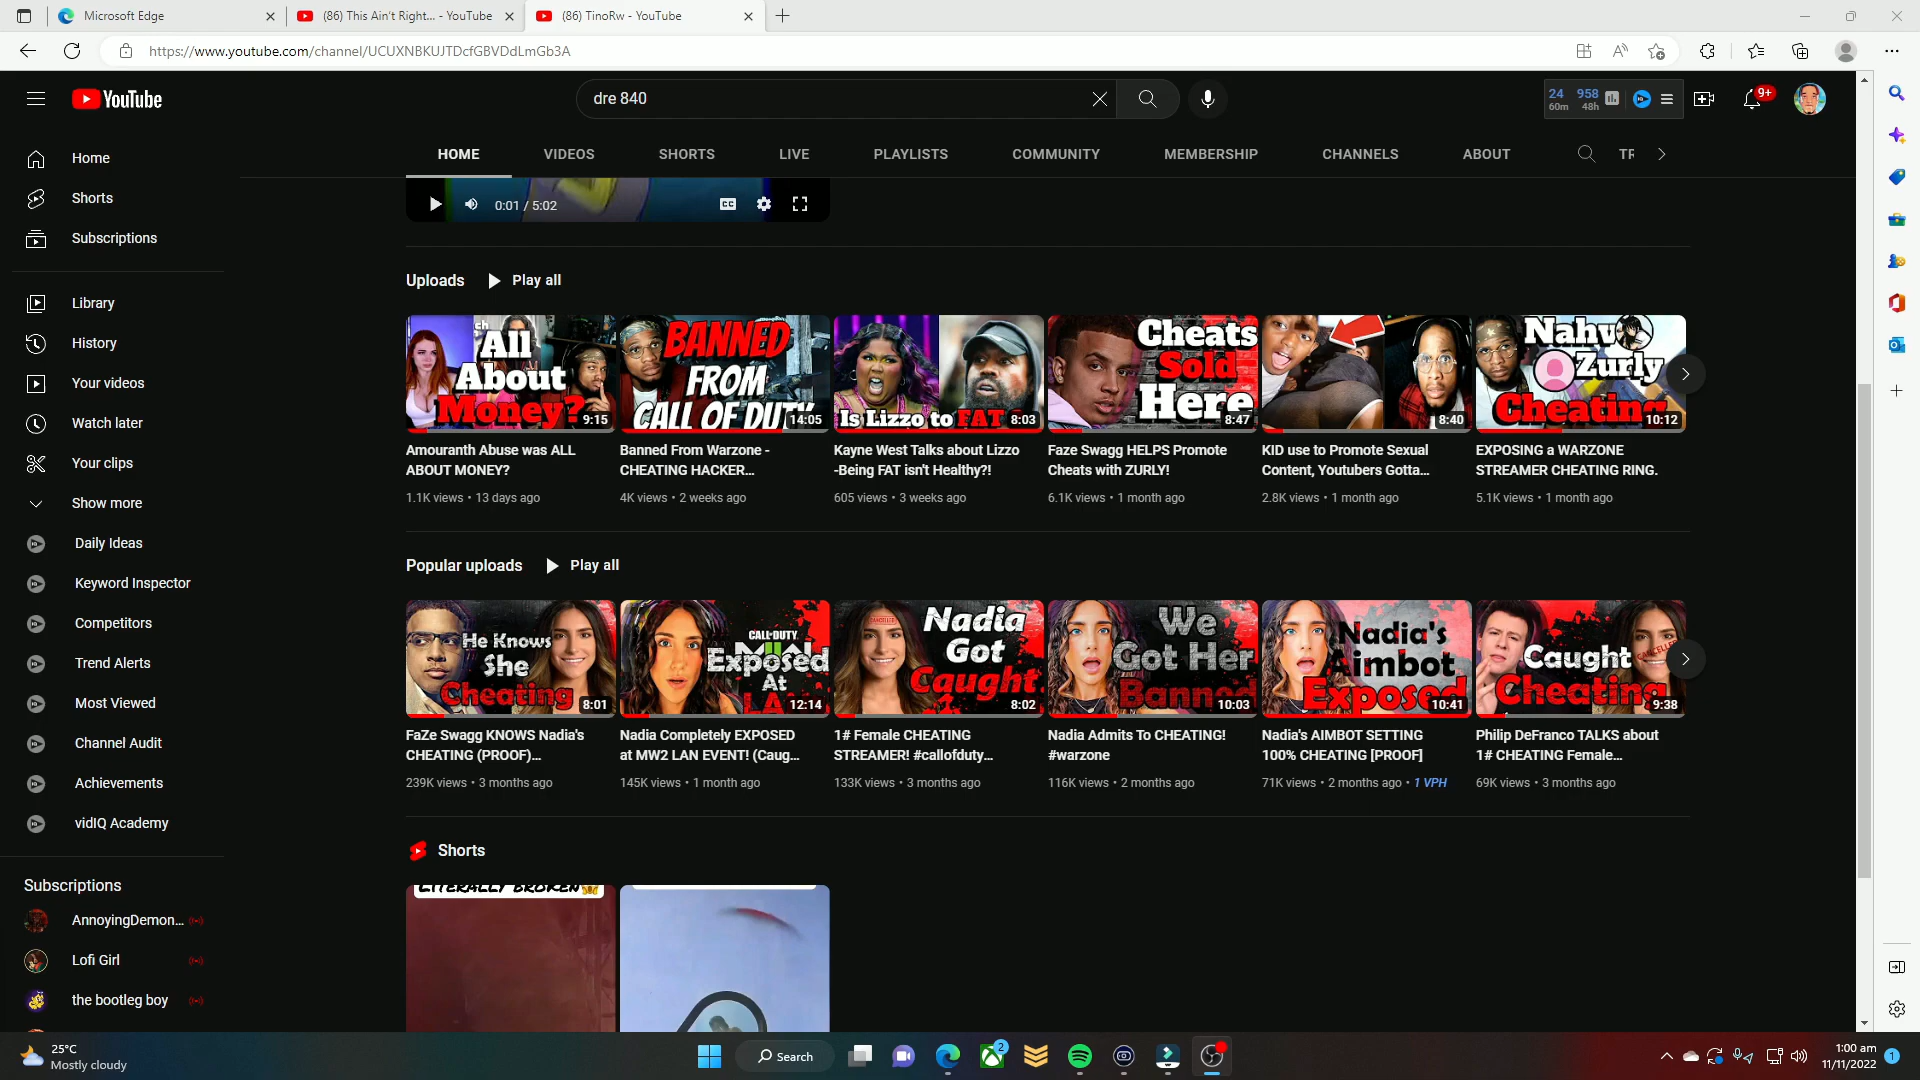 Microsoft Edge
(86) This Ain't Right... - YouTube
(86) TinoRw - YouTube
https://www.youtube.com/channel/UCUXNBKUJTDcfGBVDdLmGb3A
YouTube
dre 840
24 958
60m 48h
9+
HOME VIDEOS SHORTS LIVE PLAYLISTS COMMUNITY MEMBERSHIP CHANNELS ABOUT TR
0:01 / 5:02
CC
Home
Shorts
Subscriptions
Library
History
Your videos
Watch later
Your clips
Show more
Daily Ideas
Keyword Inspector
Competitors
Trend Alerts
Most Viewed
Channel Audit
Achievements
vidIQ Academy
Subscriptions
AnnoyingDemon...
Lofi Girl
the bootleg boy
Uploads Play all
All
About
Money?
9:15
Amouranth Abuse was ALL
ABOUT MONEY?
1.1K views • 13 days ago
BANNED
FROM
CALL OF DUTY
14:05
Banned From Warzone -
CHEATING HACKER...
4K views • 2 weeks ago
Is Lizzo to FAT
8:03
Kayne West Talks about Lizzo
-Being FAT isn't Healthy?!
605 views • 3 weeks ago
Cheats
Sold
Here
8:47
Faze Swagg HELPS Promote
Cheats with ZURLY!
6.1K views • 1 month ago
8:40
KID use to Promote Sexual
Content, Youtubers Gotta...
2.8K views • 1 month ago
Nahv
Zurly
Cheating
10:12
EXPOSING a WARZONE
STREAMER CHEATING RING.
5.1K views • 1 month ago
Popular uploads Play all
He Knows
She
Cheating
8:01
FaZe Swagg KNOWS Nadia's
CHEATING (PROOF)...
239K views • 3 months ago
CALL•DUTY
Exposed
At
LAN
12:14
Nadia Completely EXPOSED
at MW2 LAN EVENT! (Caug...
145K views • 1 month ago
Nadia
Got
Caught
8:02
1# Female CHEATING
STREAMER! #callofduty...
133K views • 3 months ago
We
Got Her
Banned
10:03
Nadia Admits To CHEATING!
#warzone
116K views • 2 months ago
Nadia's
Aimbot
Exposed
10:41
Nadia's AIMBOT SETTING
100% CHEATING [PROOF]
71K views • 2 months ago • 1 VPH
CANCELLED
Caught
Cheating
9:38
Philip DeFranco TALKS about
1# CHEATING Female...
69K views • 3 months ago
Shorts
LITERALLY BROKEN
25°C
Mostly cloudy
Search
2
1:00 am
11/11/2022
1